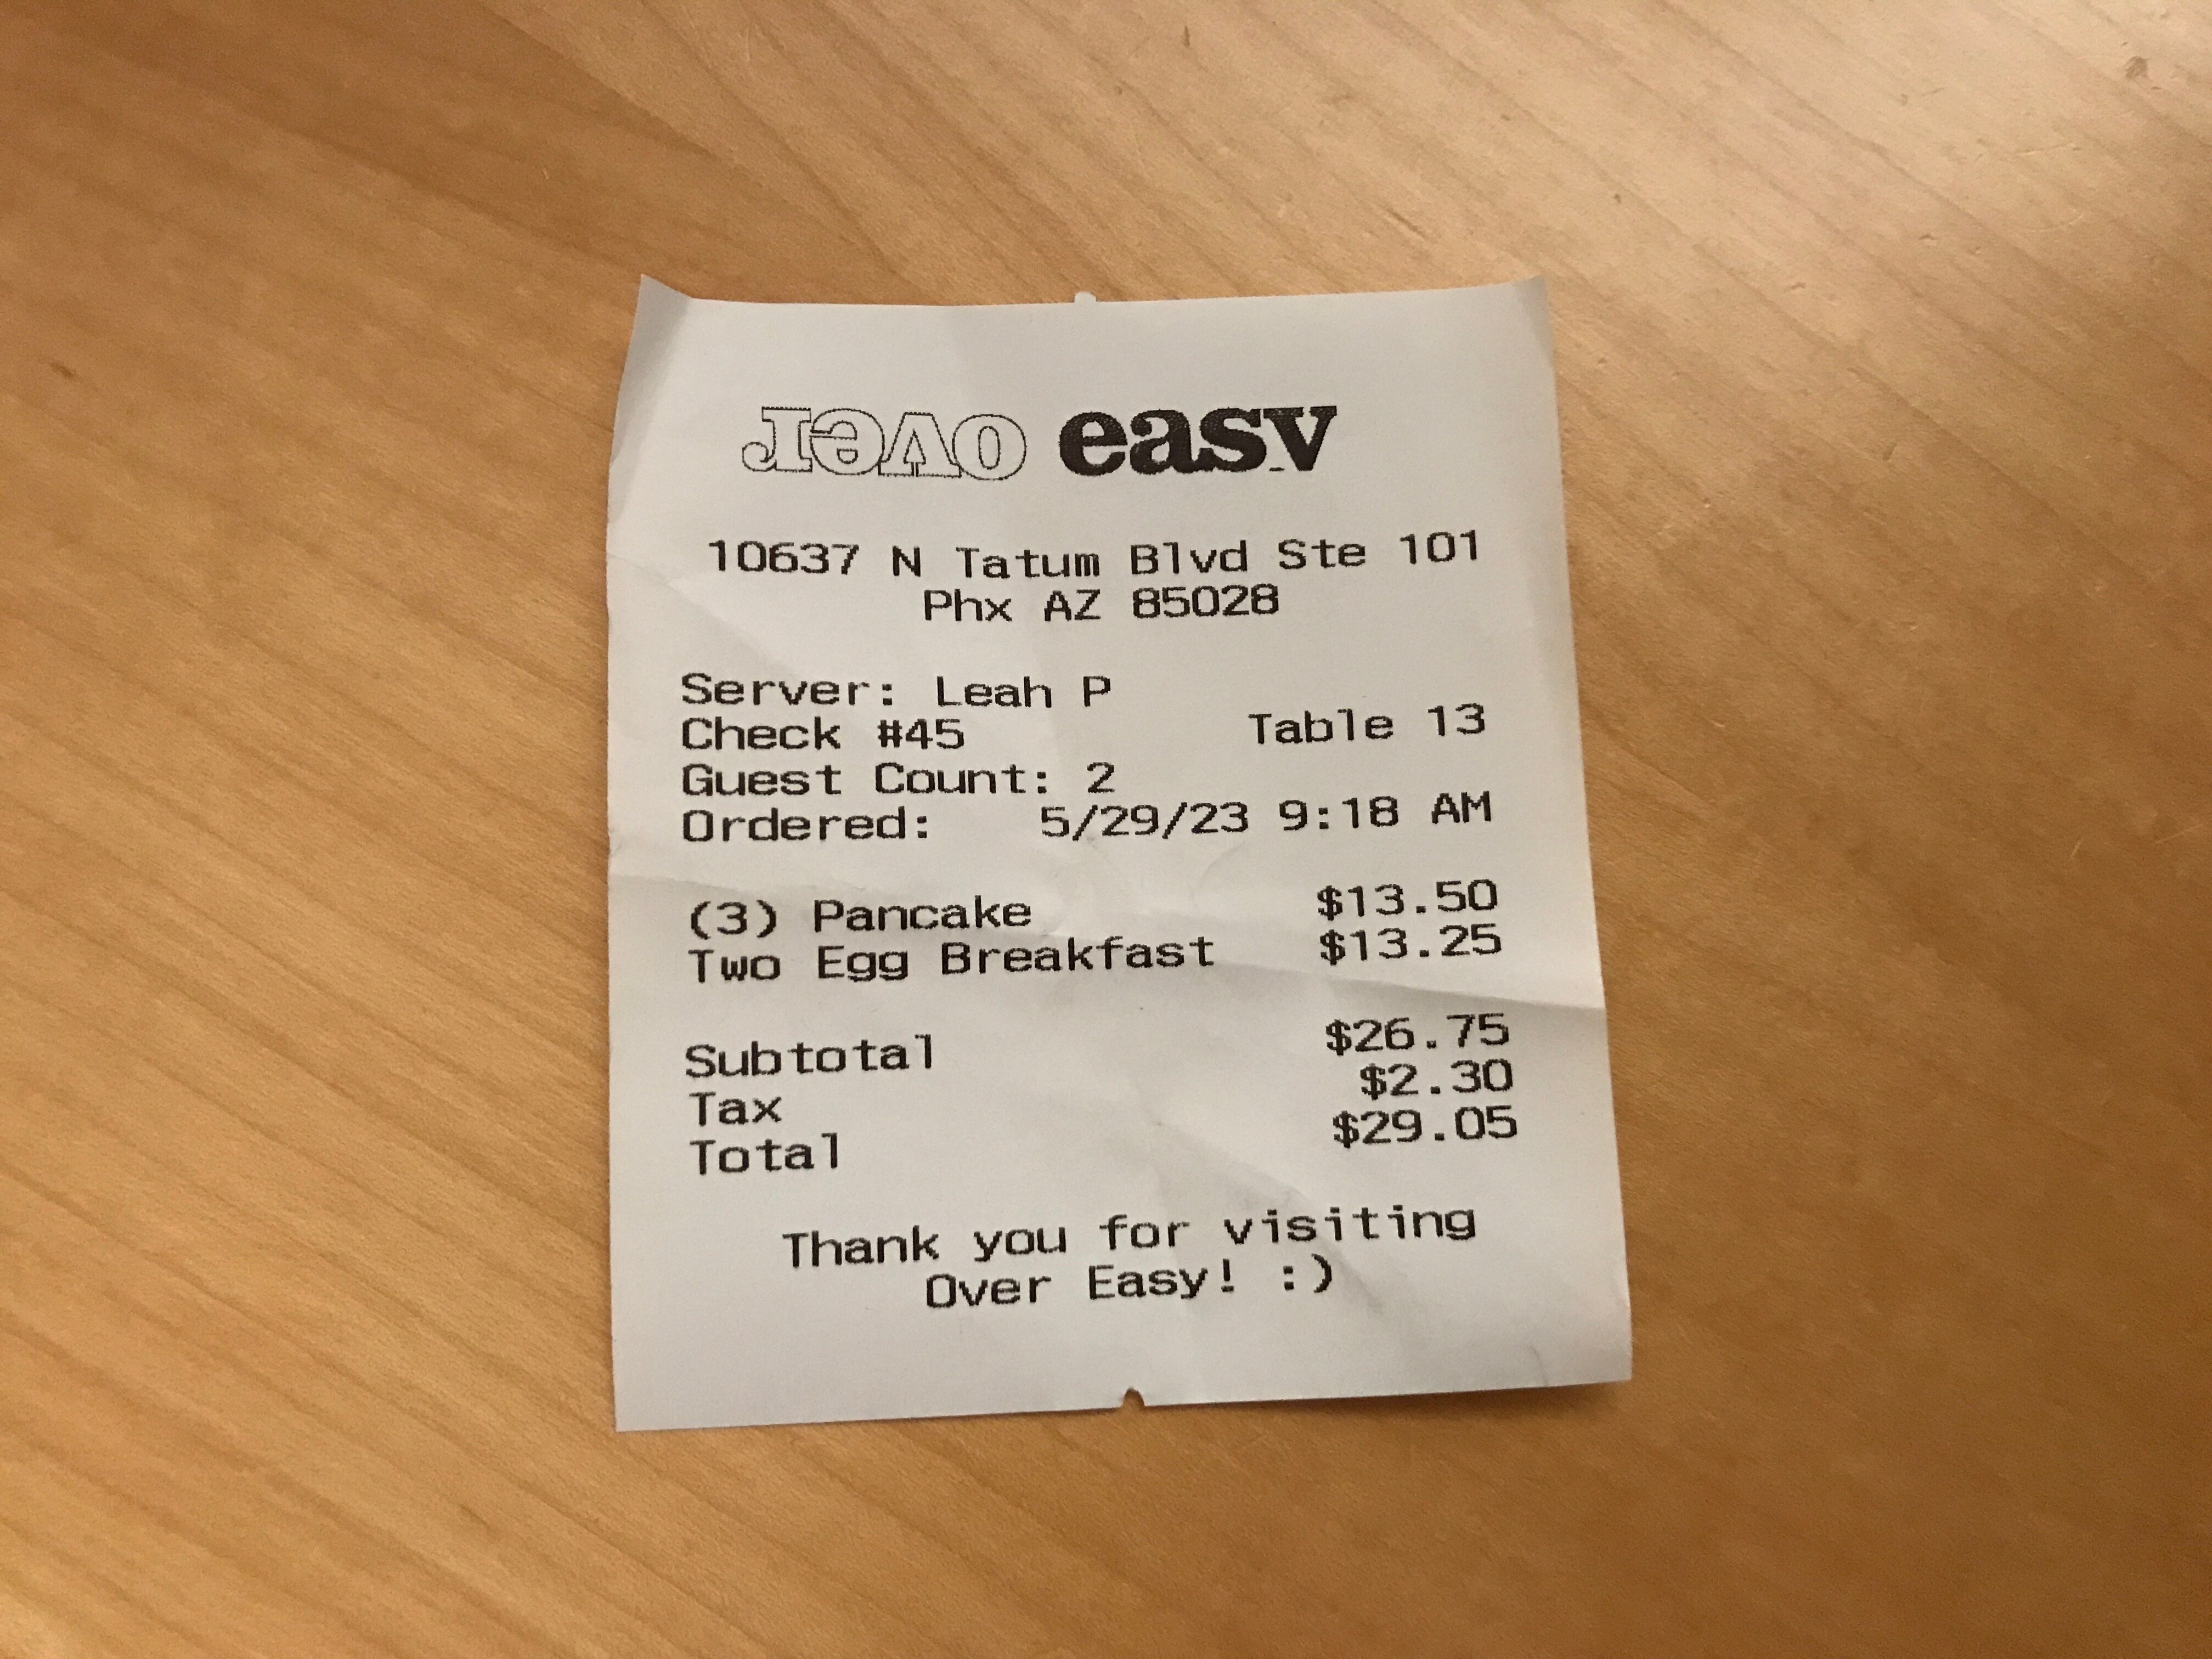 over easy
10637 N Tatum Blvd Ste 101
Phx AZ 85028
Server: Leah P
Check #45 Table 13
Guest Count: 2
Ordered: 5/29/23 9:18 AM
(3) Pancake $13.50
Two Egg Breakfast $13.25
Subtotal $26.75
Tax $2.30
Total $29.05
Thank you for visiting
Over Easy! :)